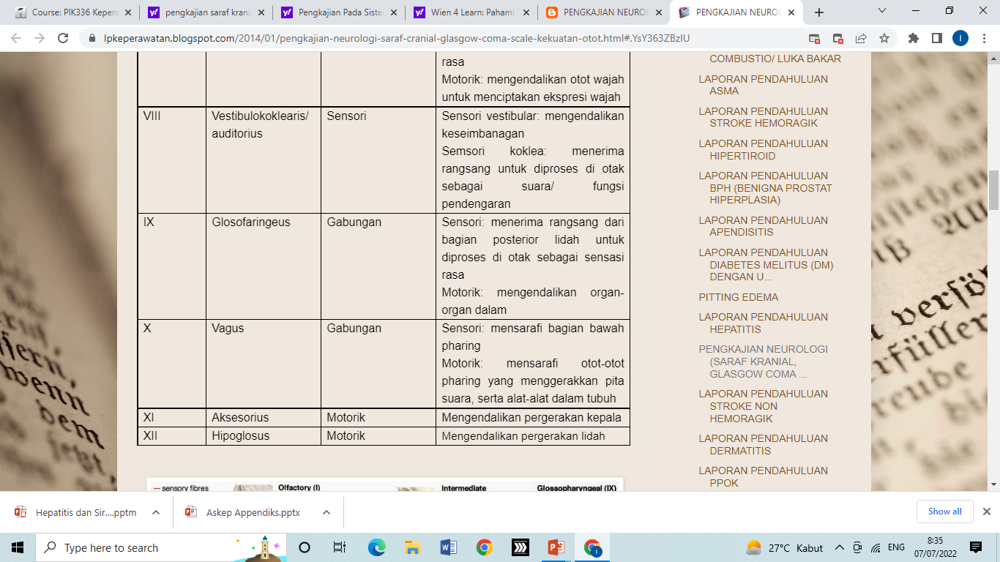 Course: PIK336 Kepera
pengkajian saraf krani
Pengkajian Pada Siste
Wien 4 Learn: Pahami
PENGKAJIAN NEUROL
PENGKAJIAN NEUROL
lpkeperawatan.blogspot.com/2014/01/pengkajian-neurologi-saraf-cranial-glasgow-coma-scale-kekuatan-otot.html#.YsY363ZBzIU
I
rasa
Motorik: mengendalikan otot wajah
untuk menciptakan ekspresi wajah
VIII
Vestibulokoklearis/
auditorius
Sensori
Sensori vestibular: mengendalikan
keseimbanagan
Semsori koklea: menerima
rangsang untuk diproses di otak
sebagai suara/ fungsi
pendengaran
IX
Glosofaringeus
Gabungan
Sensori: menerima rangsang dari
bagian posterior lidah untuk
diproses di otak sebagai sensasi
rasa
Motorik: mengendalikan organ-
organ dalam
X
Vagus
Gabungan
Sensori: mensarafi bagian bawah
pharing
Motorik: mensarafi otot-otot
pharing yang menggerakkan pita
suara, serta alat-alat dalam tubuh
XI
Aksesorius
Motorik
Mengendalikan pergerakan kepala
XII
Hipoglosus
Motorik
Mengendalikan pergerakan lidah
sensory fibres
Olfactory (I)
Intermediate
Glossopharyngeal (IX)
COMBUSTIO/ LUKA BAKAR
LAPORAN PENDAHULUAN
ASMA
LAPORAN PENDAHULUAN
STROKE HEMORAGIK
LAPORAN PENDAHULUAN
HIPERTIROID
LAPORAN PENDAHULUAN
BPH (BENIGNA PROSTAT
HIPERPLASIA)
LAPORAN PENDAHULUAN
APENDISITIS
LAPORAN PENDAHULUAN
DIABETES MELITUS (DM)
DENGAN U...
PITTING EDEMA
LAPORAN PENDAHULUAN
HEPATITIS
PENGKAJIAN NEUROLOGI
(SARAF KRANIAL,
GLASGOW COMA ...
LAPORAN PENDAHULUAN
STROKE NON
HEMORAGIK
LAPORAN PENDAHULUAN
DERMATITIS
LAPORAN PENDAHULUAN
PPOK
wenn
dem
verför
erfüller
Hepatitis dan Sir....pptm
Askep Appendiks.pptx
Show all
Type here to search
27°C Kabut
ENG
8:35
07/07/2022